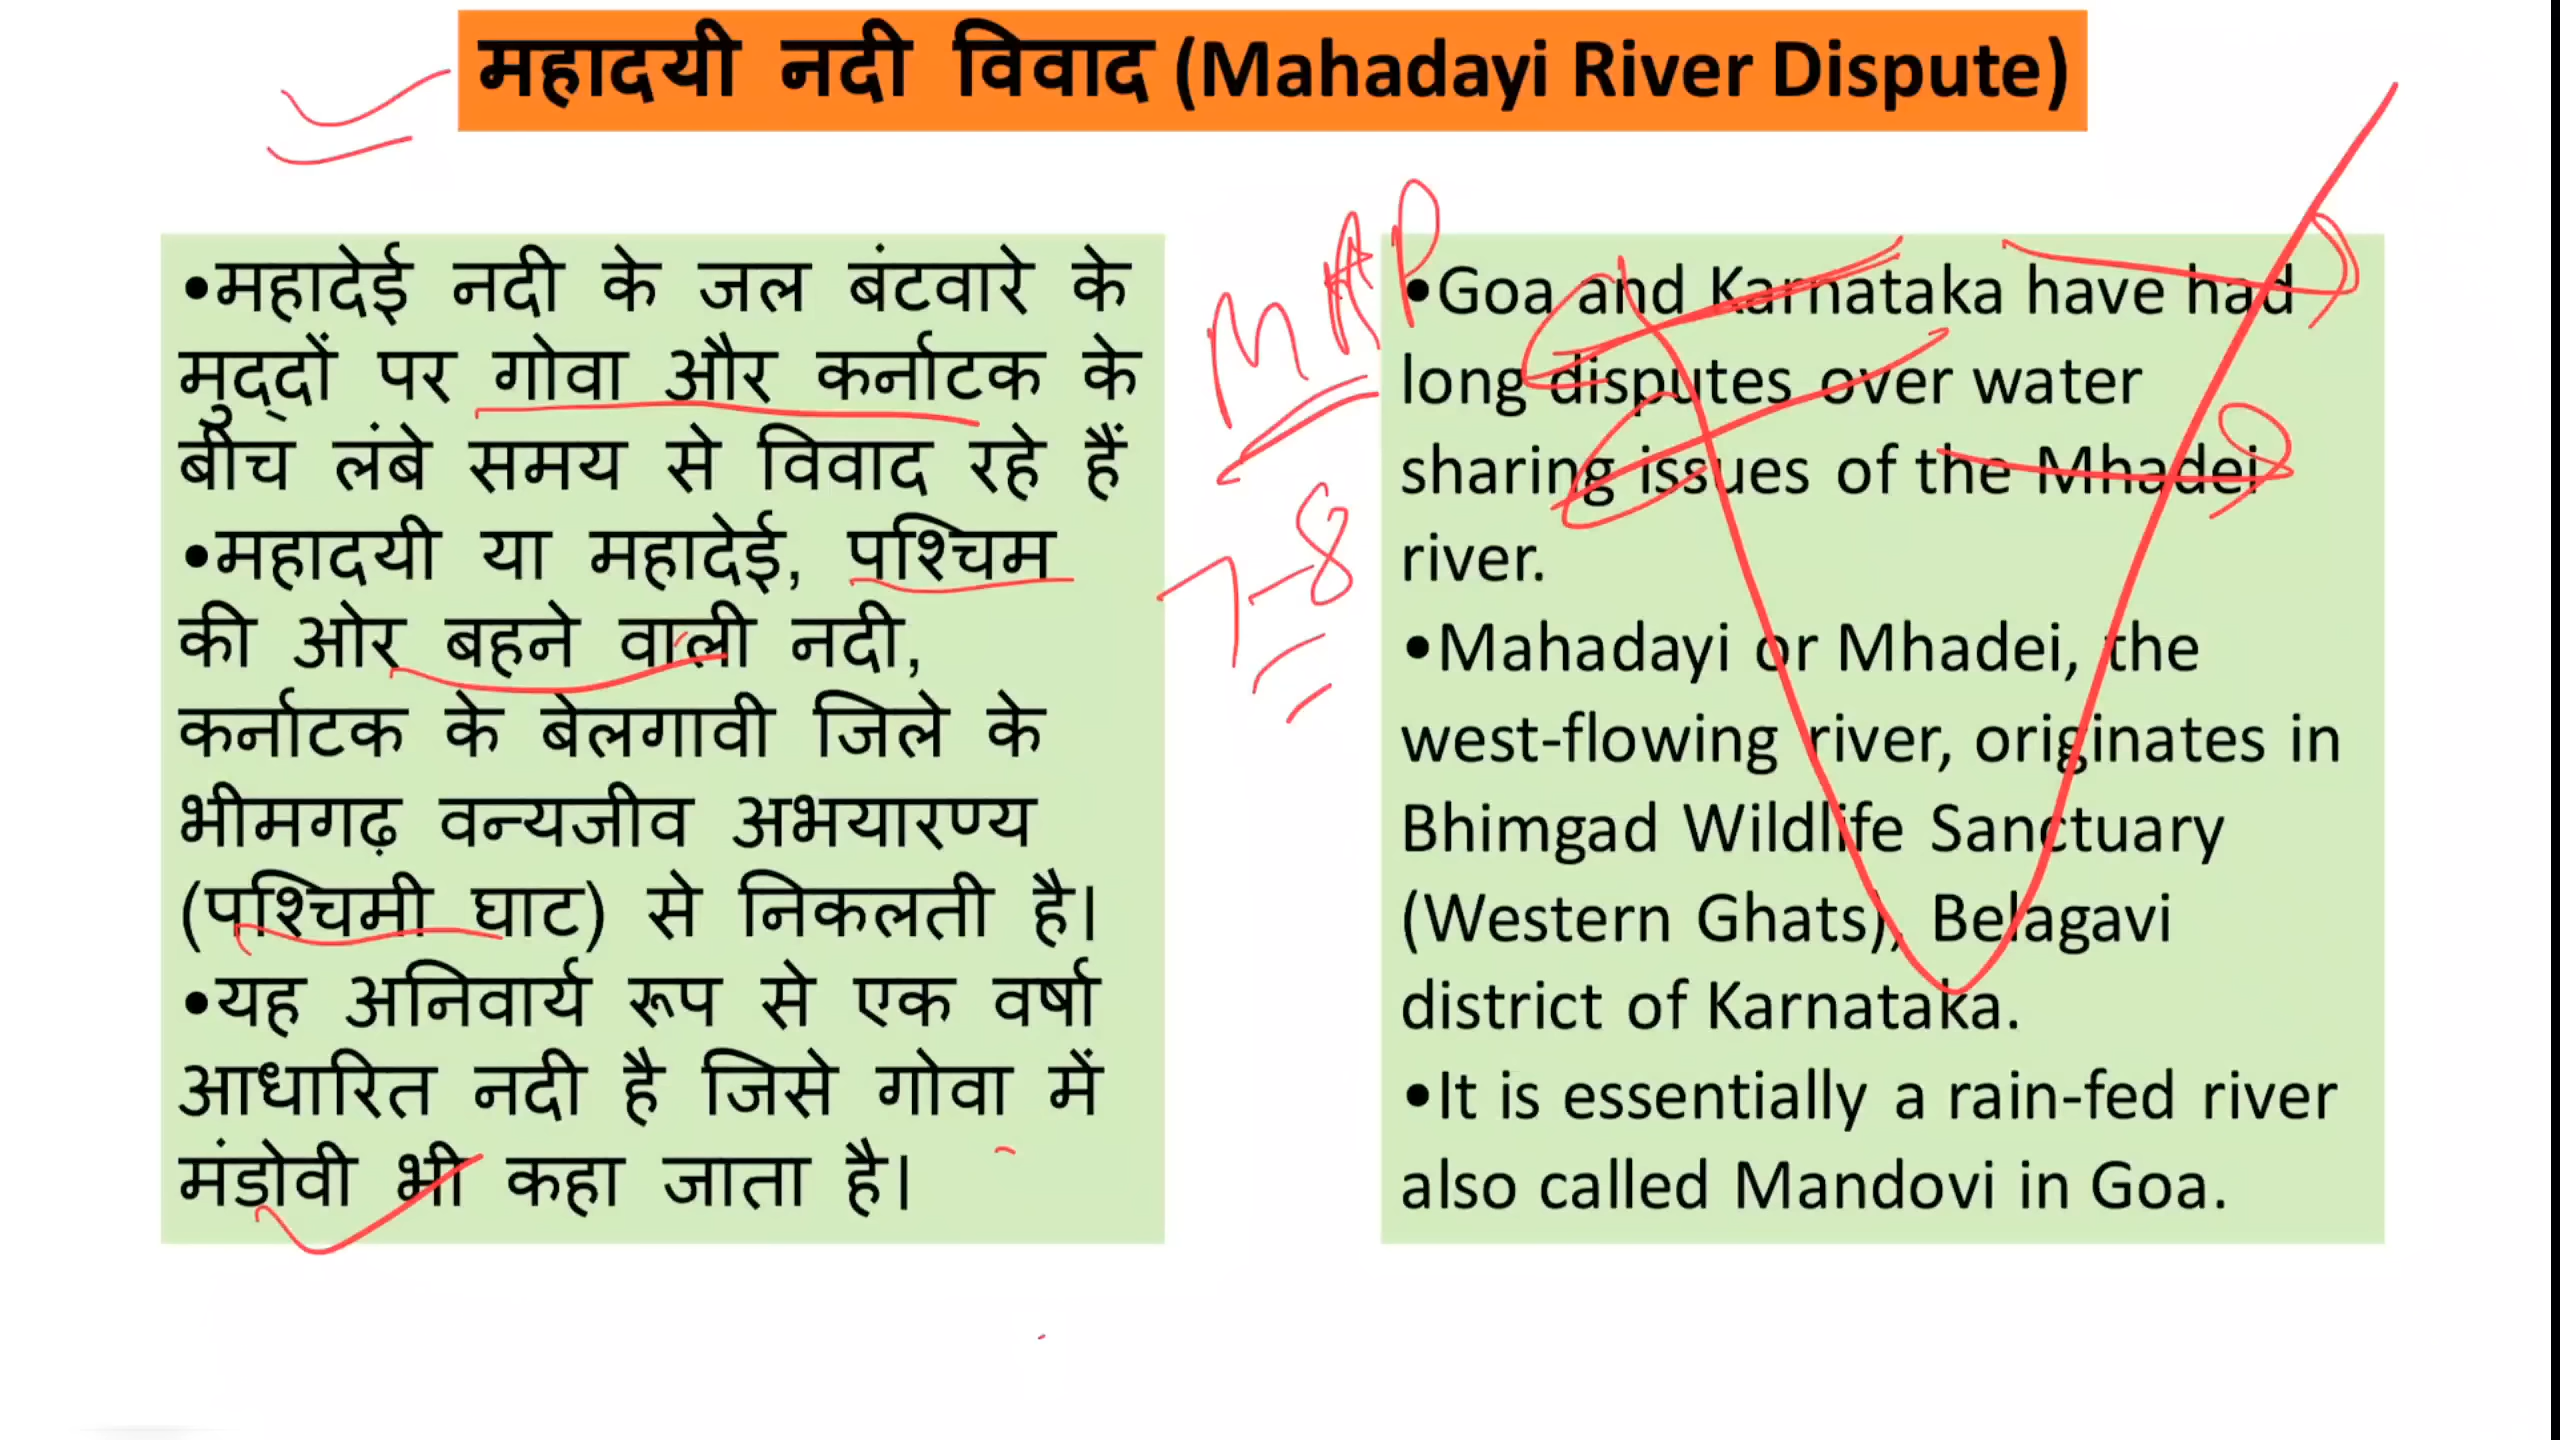 महादयी नदी विवाद (Mahadayi River Dispute)
•महादेई नदी के जल बंटवारे के
मुद्दों पर गोवा और कर्नाटक के
बीच लंबे समय से विवाद रहे हैं
•महादयी या महादेई, पश्चिम
की ओर बहने वाली नदी,
कर्नाटक के बेलगावी जिले के
भीमगढ़ वन्यजीव अभयारण्य
(पश्चिमी घाट) से निकलती है।
•यह अनिवार्य रूप से एक वर्षा
आधारित नदी है जिसे गोवा में
मंडोवी भी कहा जाता है।
MAP
7-8
•Goa and Karnataka have had
long disputes over water
sharing issues of the Mhadei
river.
•Mahadayi or Mhadei, the
west-flowing river, originates in
Bhimgad Wildlife Sanctuary
(Western Ghats), Belagavi
district of Karnataka.
•It is essentially a rain-fed river
also called Mandovi in Goa.